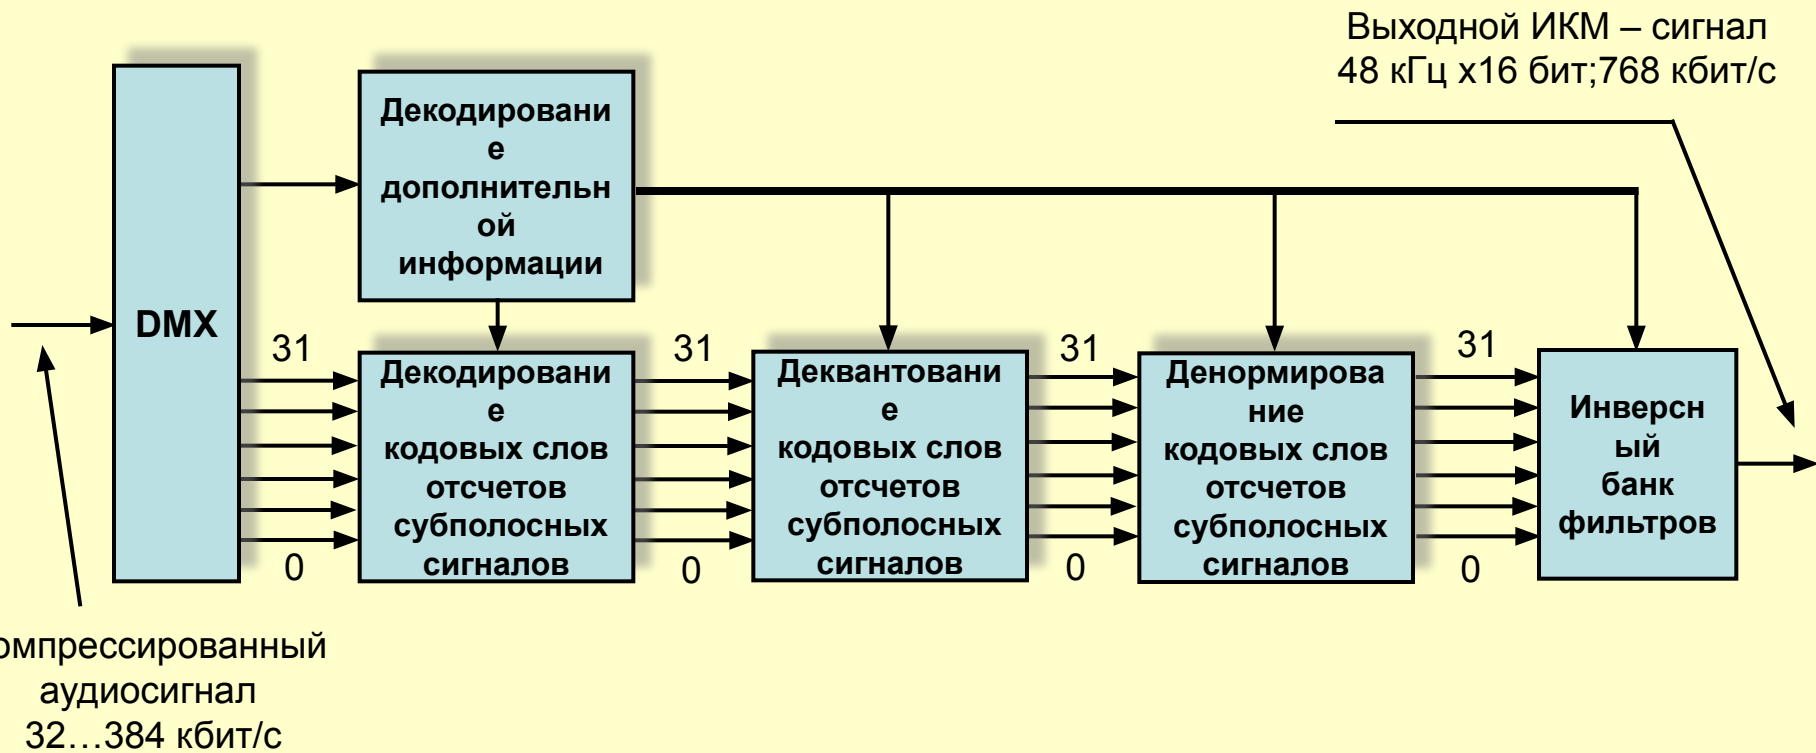 Выходной ИКМ – сигнал
48 кГц х16 бит;768 кбит/с
Декодировани
е
дополнительн
ой
информации
DMX
31
31
31
31
Декодировани
е
кодовых слов
отсчетов
субполосных
сигналов
Деквантовани
е
кодовых слов
отсчетов
субполосных
сигналов
Денормирова
ние
кодовых слов
отсчетов
субполосных
сигналов
Инверсн
ый
банк
фильтров
0
0
0
0
омпрессированный
аудиосигнал
32…384 кбит/с